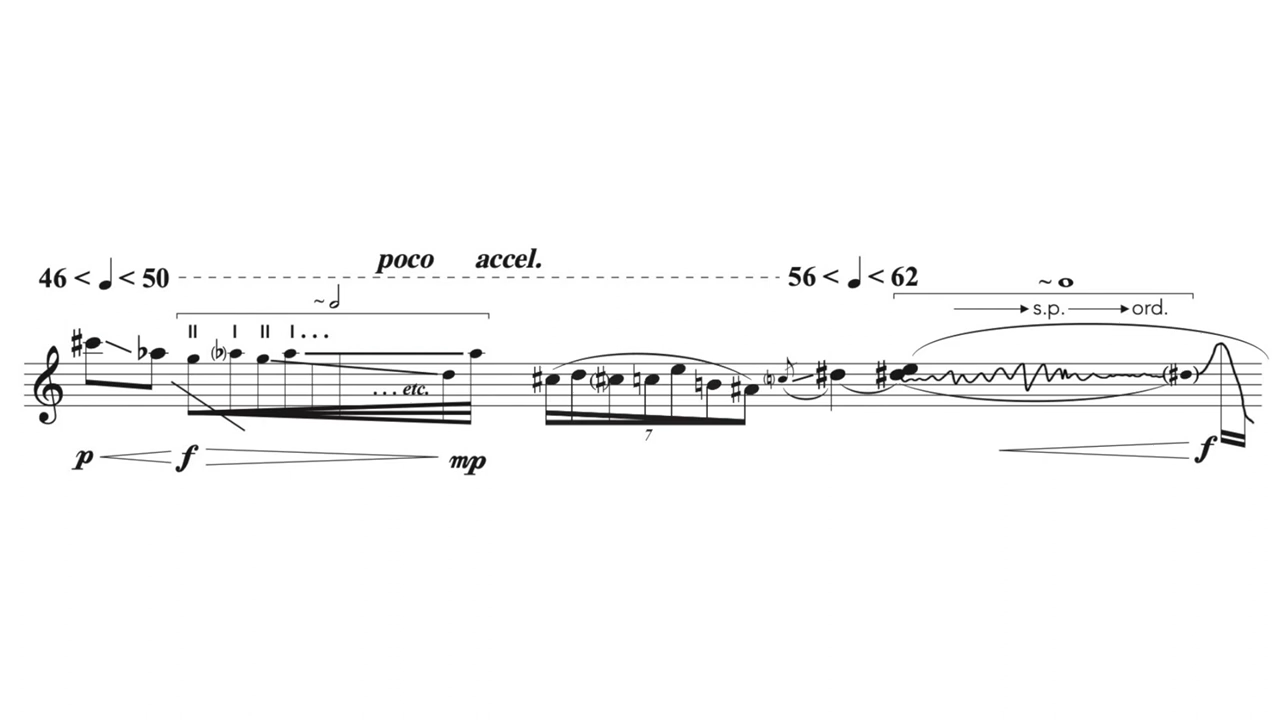 poco accel.
46 < ♩ < 50
56 < ♩ < 62
~ 𝅗𝅥
~ 𝅝
s.p. ord.
II I II I . . .
. . . etc.
7
p f mp f